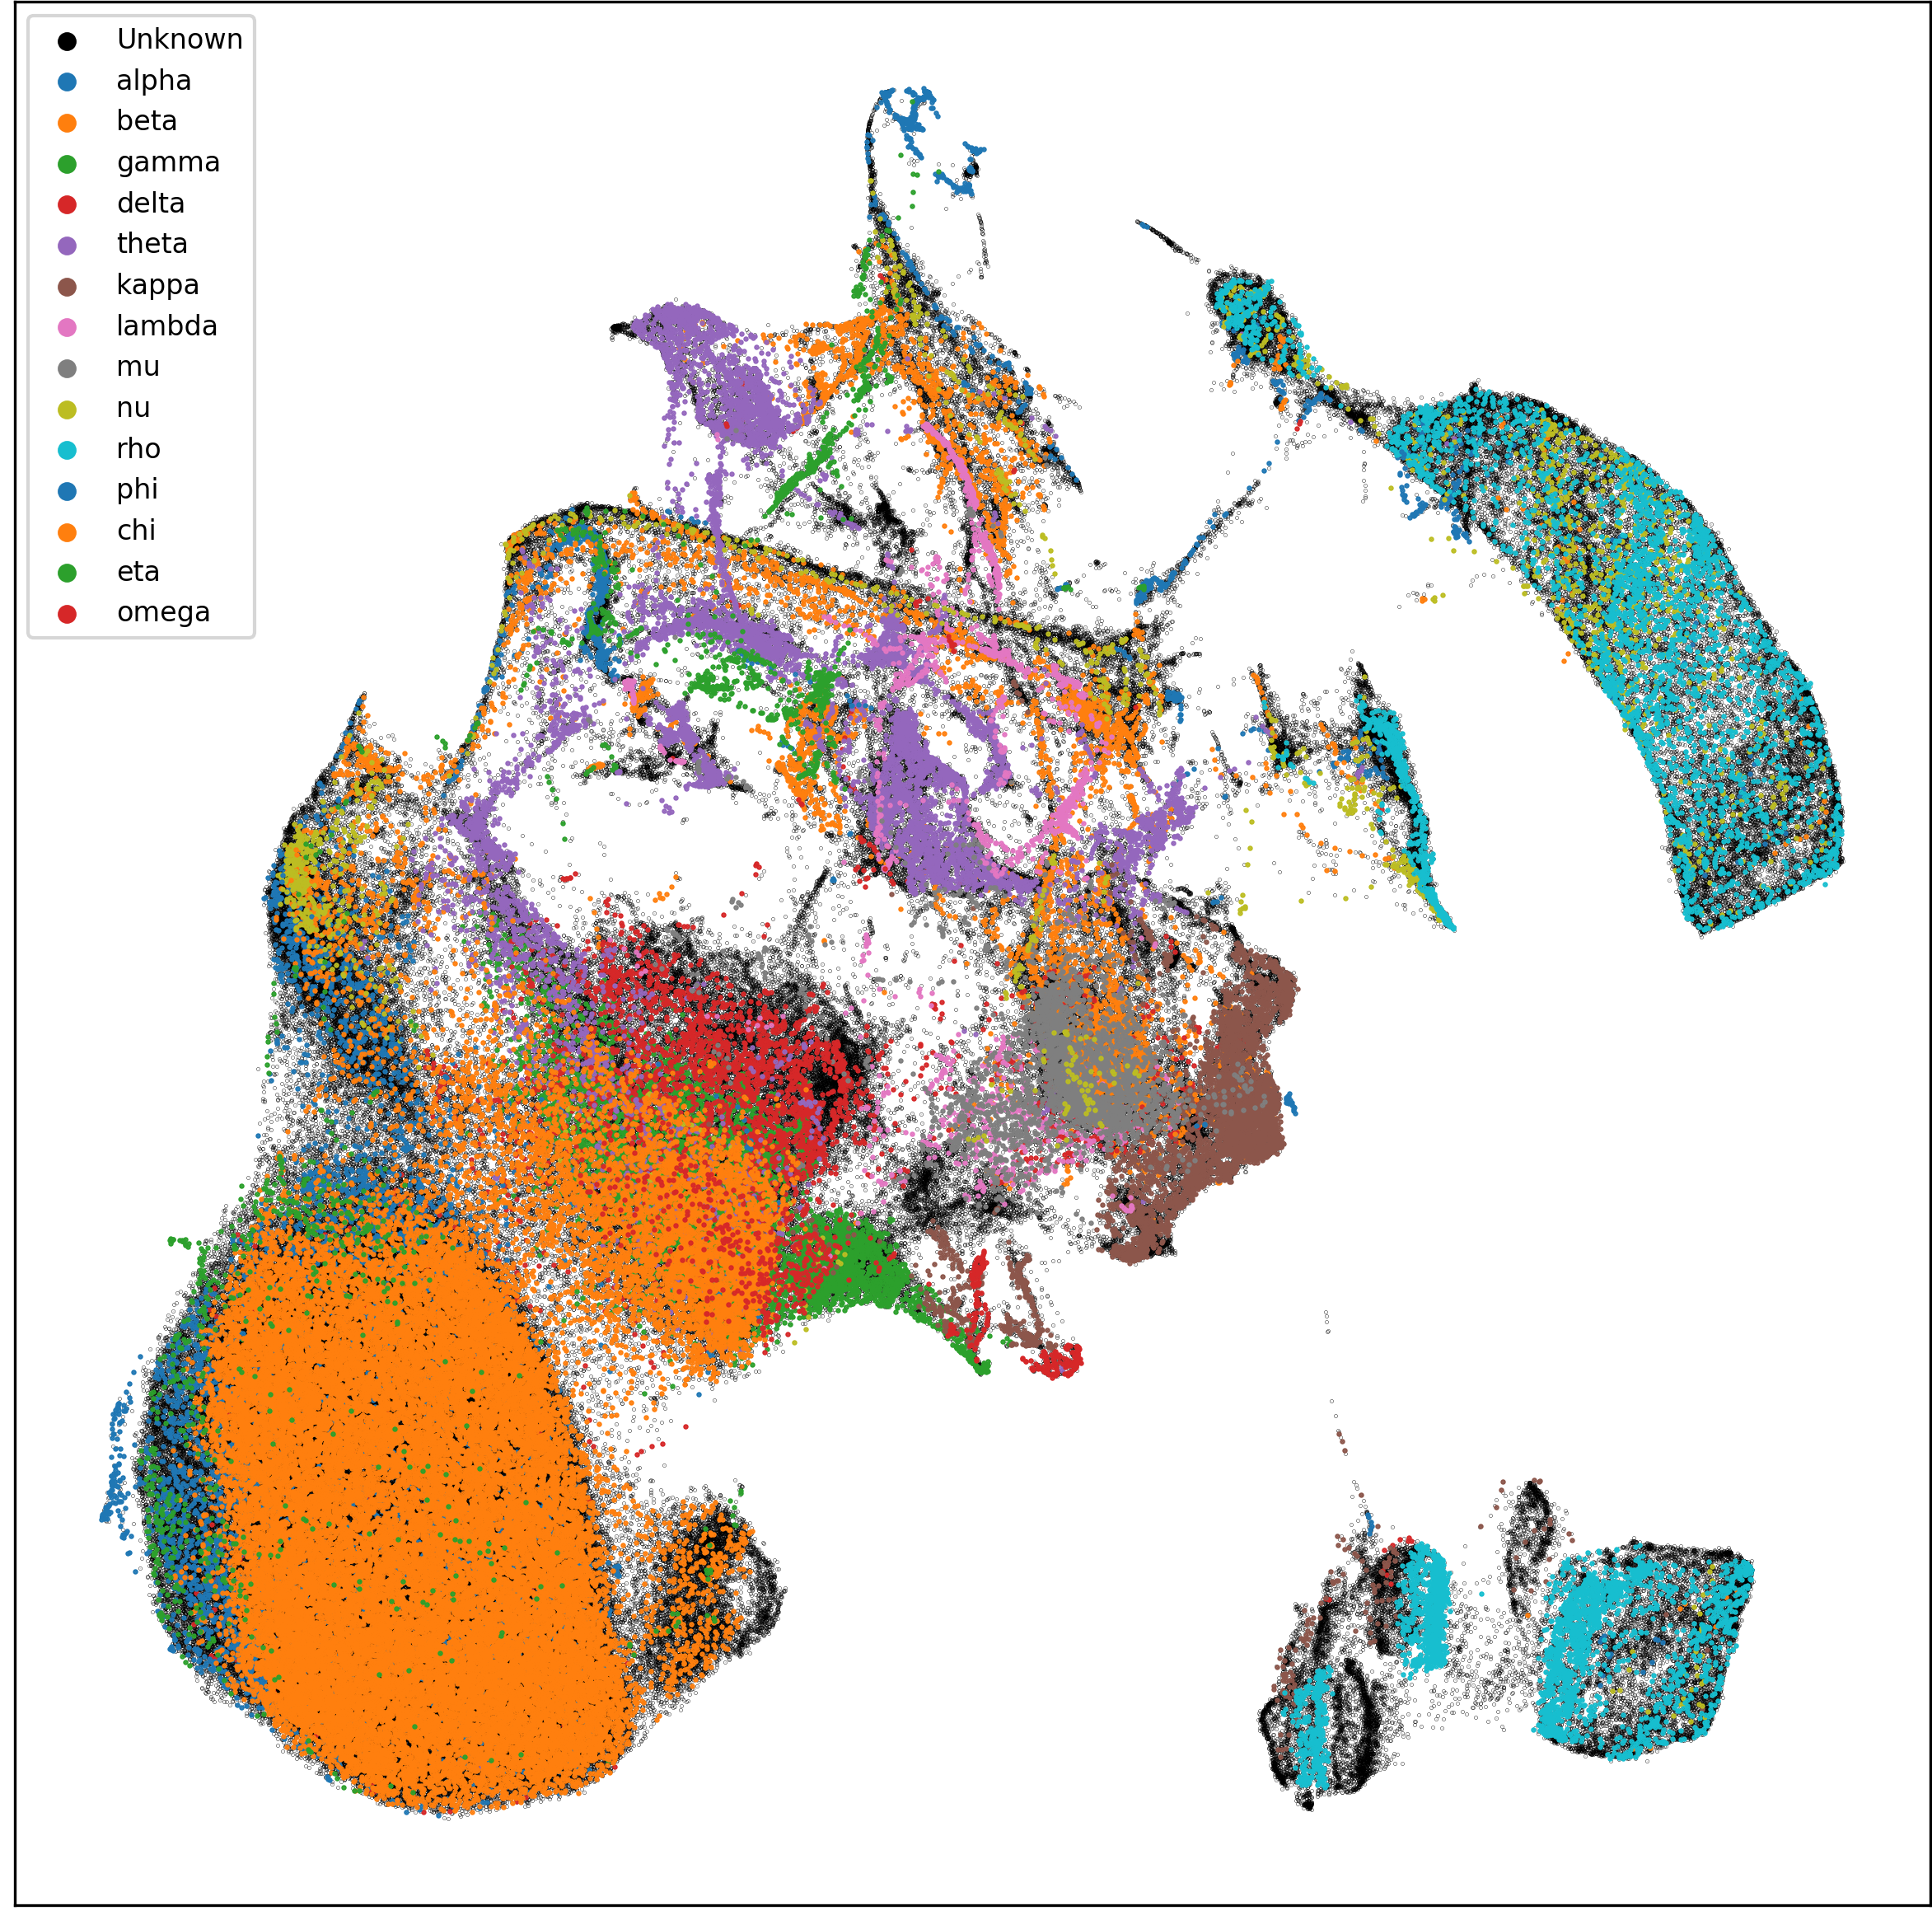 Unknown
alpha
beta
gamma
delta
theta
kappa
lambda
mu
nu
rho
phi
chi
eta
omega